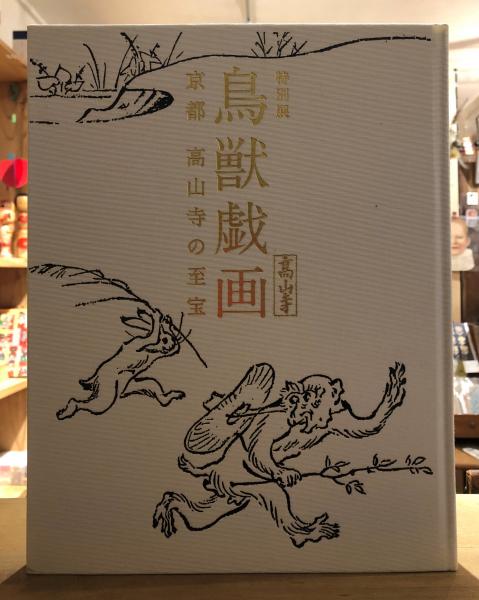 特別展
鳥獣戯画
京都 高山寺の至宝
高山寺